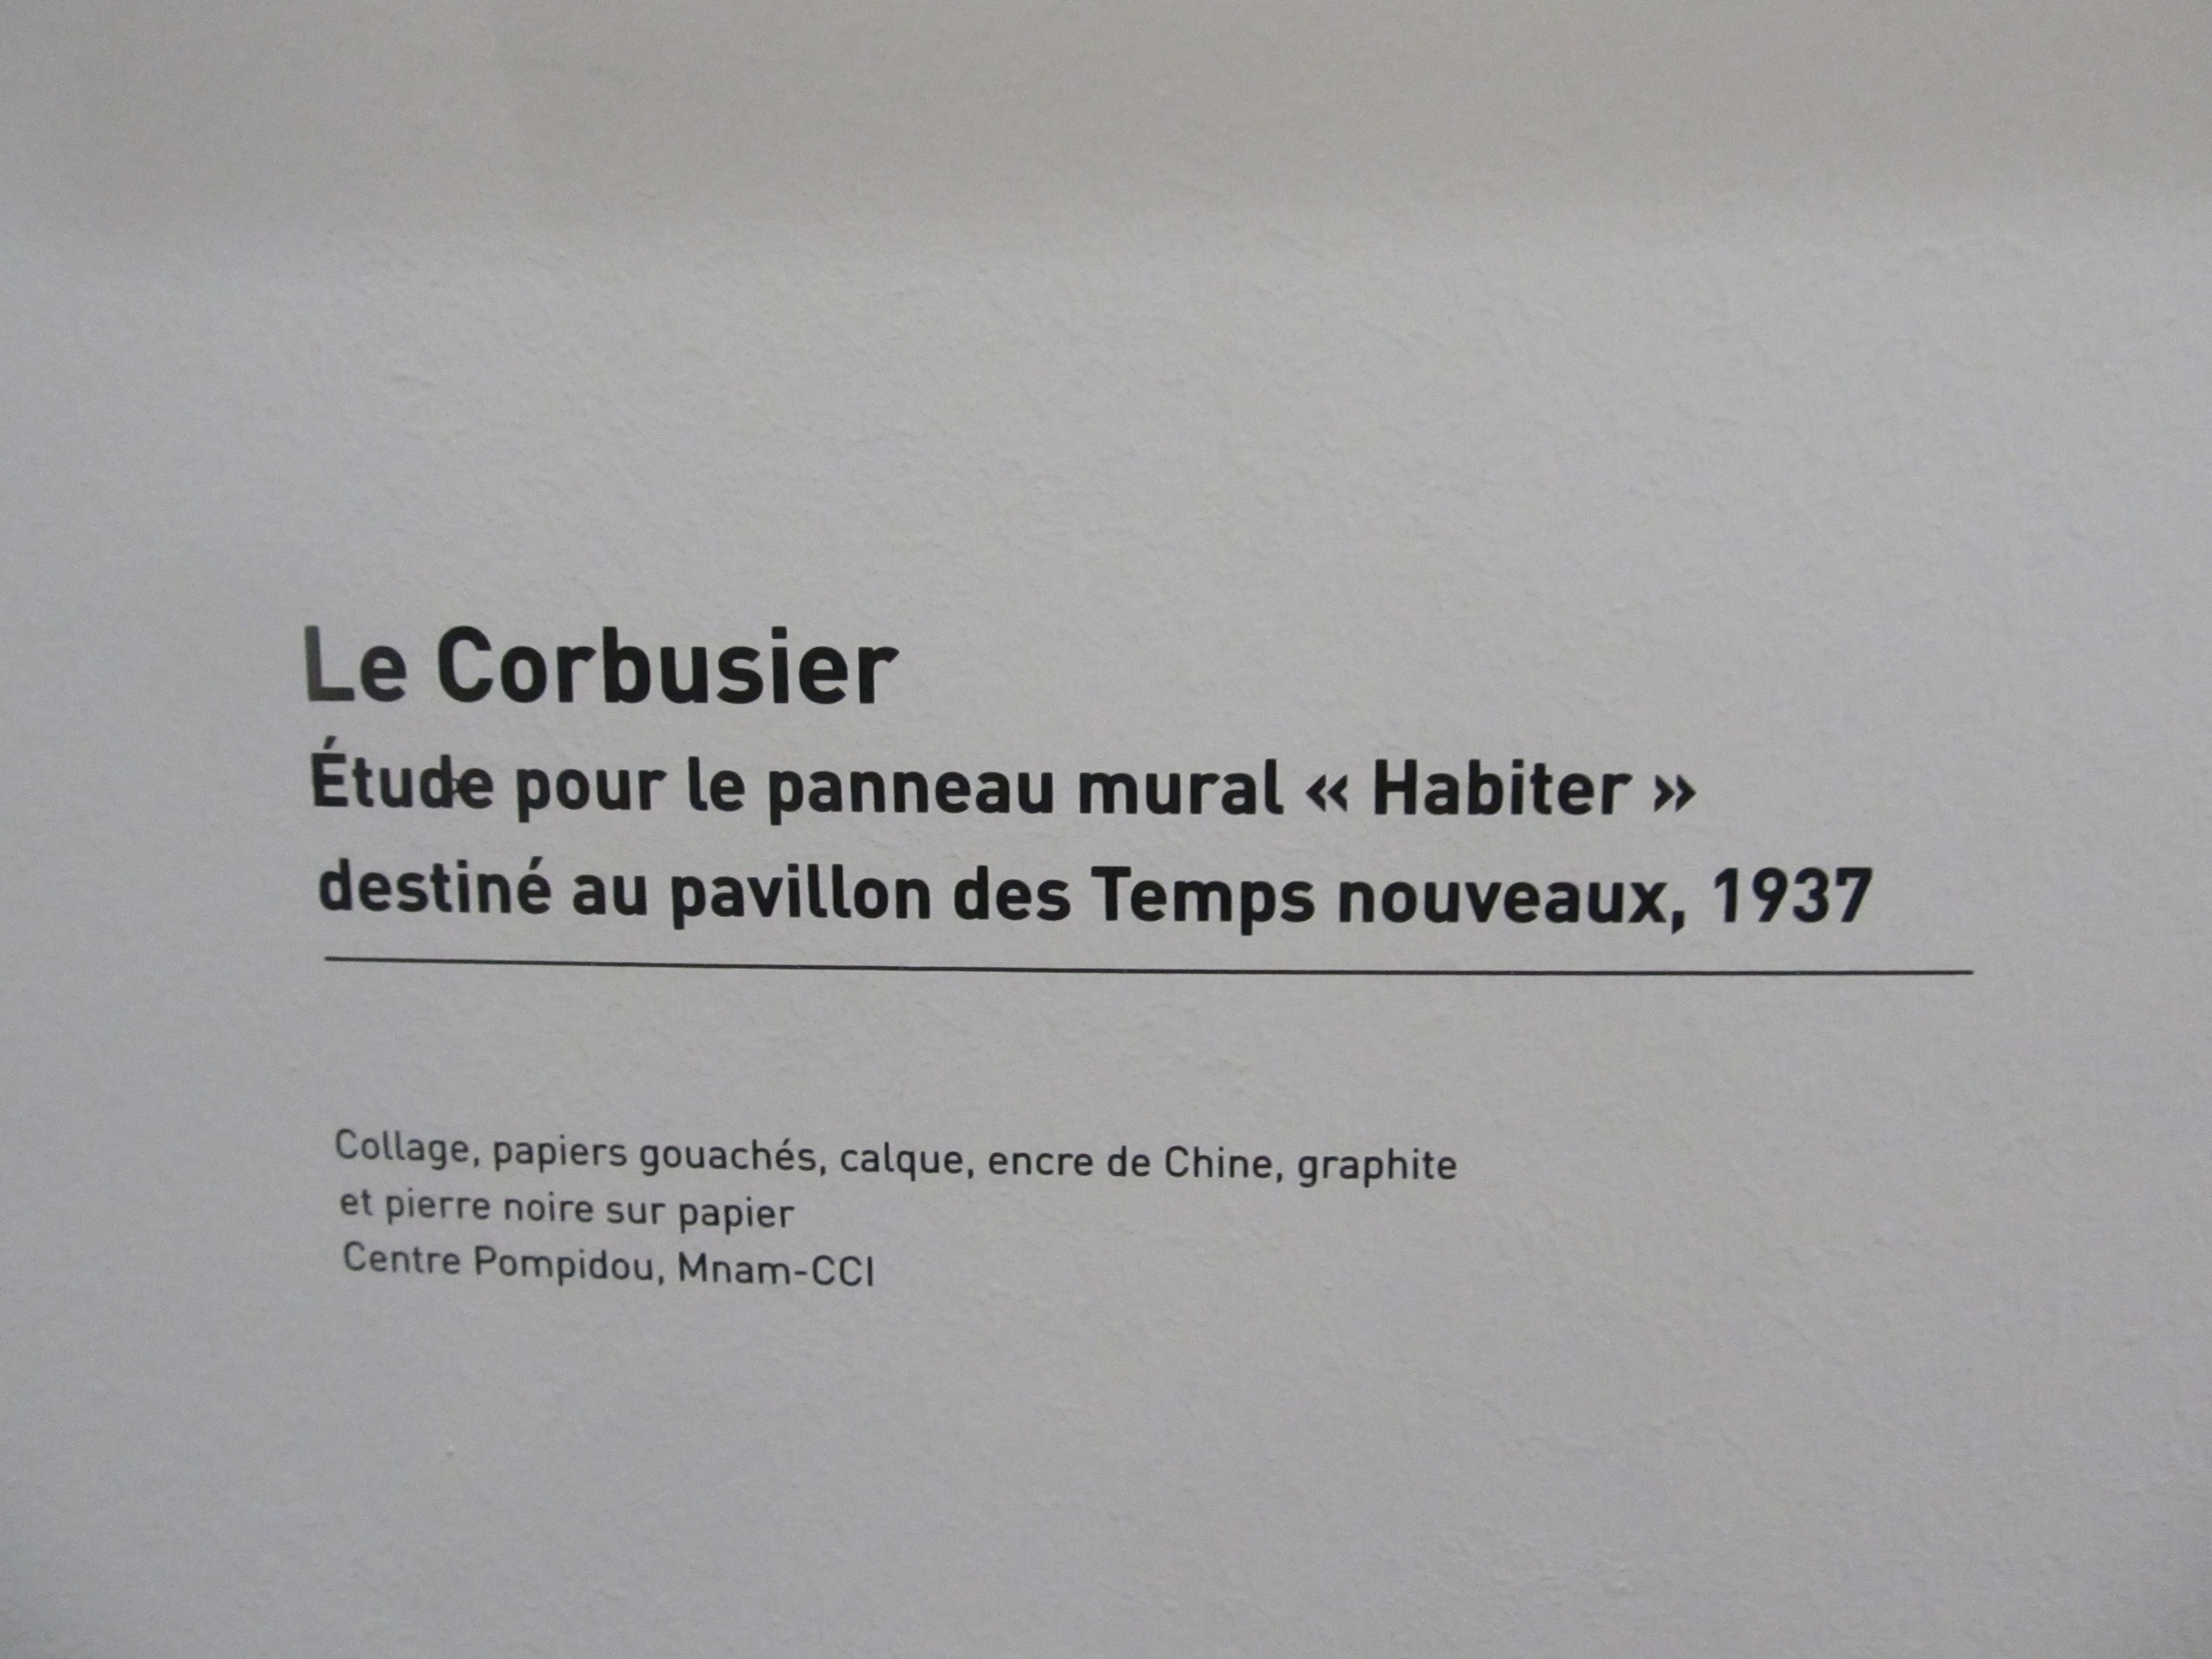 Le Corbusier
Étude pour le panneau mural « Habiter »
destiné au pavillon des Temps nouveaux, 1937
Collage, papiers gouachés, calque, encre de Chine, graphite
et pierre noire sur papier
Centre Pompidou, Mnam-CCI